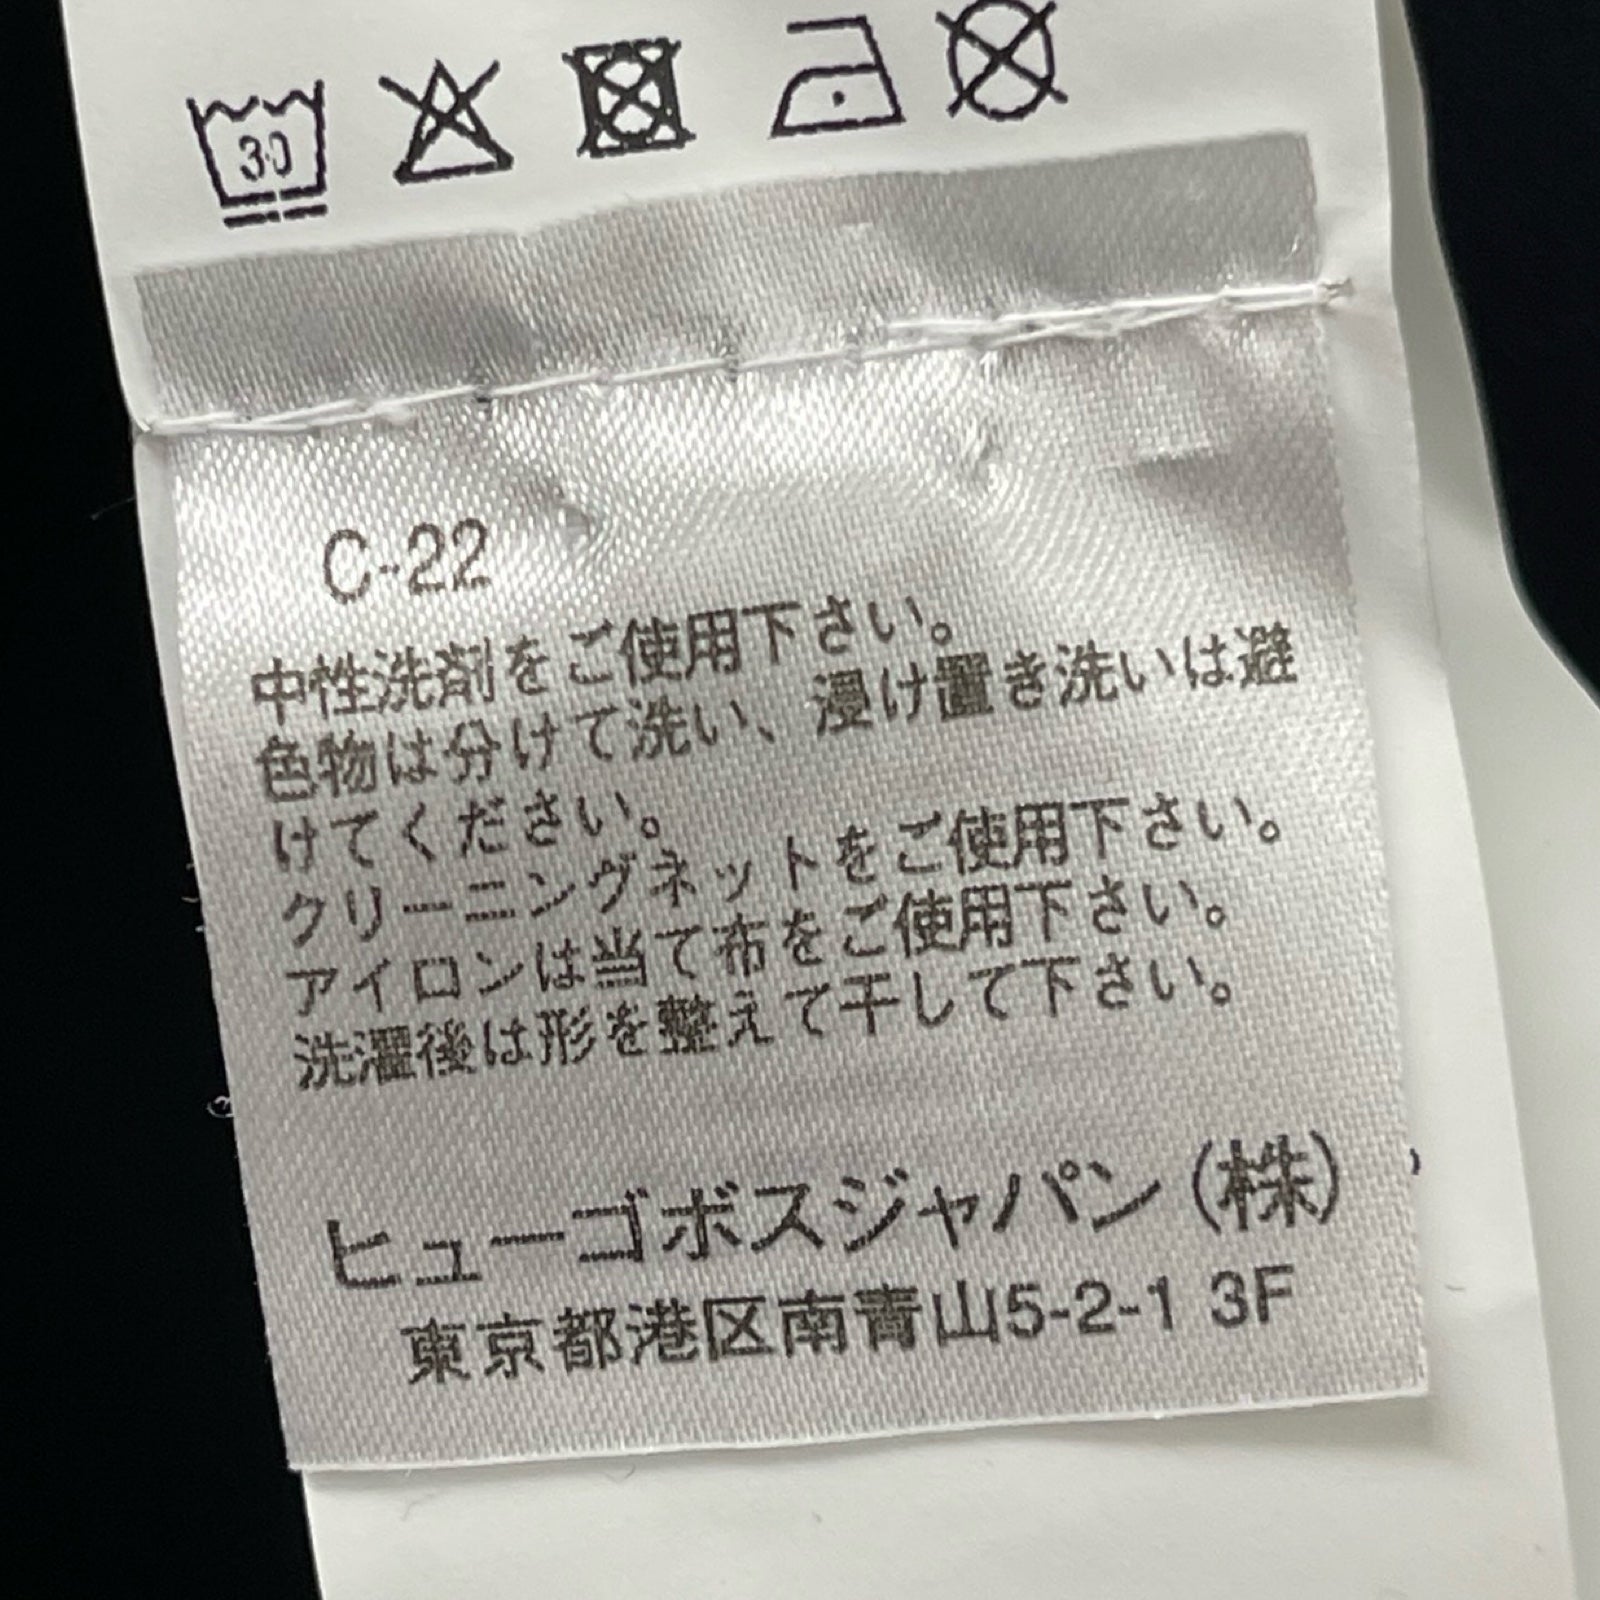 30
C-22
中性洗剤をご使用下さい。
色物は分けて洗い、浸け置き洗いは避
けてください。
クリーニングネットをご使用下さい。
アイロンは当て布をご使用下さい。
洗濯後は形を整えて干して下さい。
ヒューゴボスジャパン(株)
東京都港区南青山5-2-1 3F